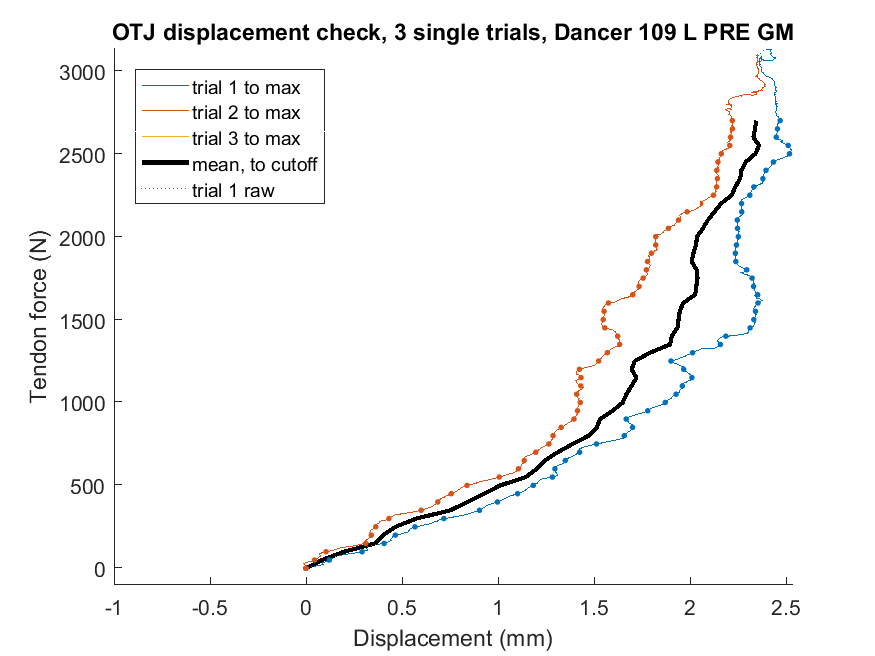 OTJ displacement check, 3 single trials, Dancer 109 L PRE GM
trial 1 to max
trial 2 to max
trial 3 to max
mean, to cutoff
trial 1 raw
3000
2500
2000
1500
1000
500
0
Tendon force (N)
-1
-0.5
0
0.5
1
1.5
2
2.5
Displacement (mm)